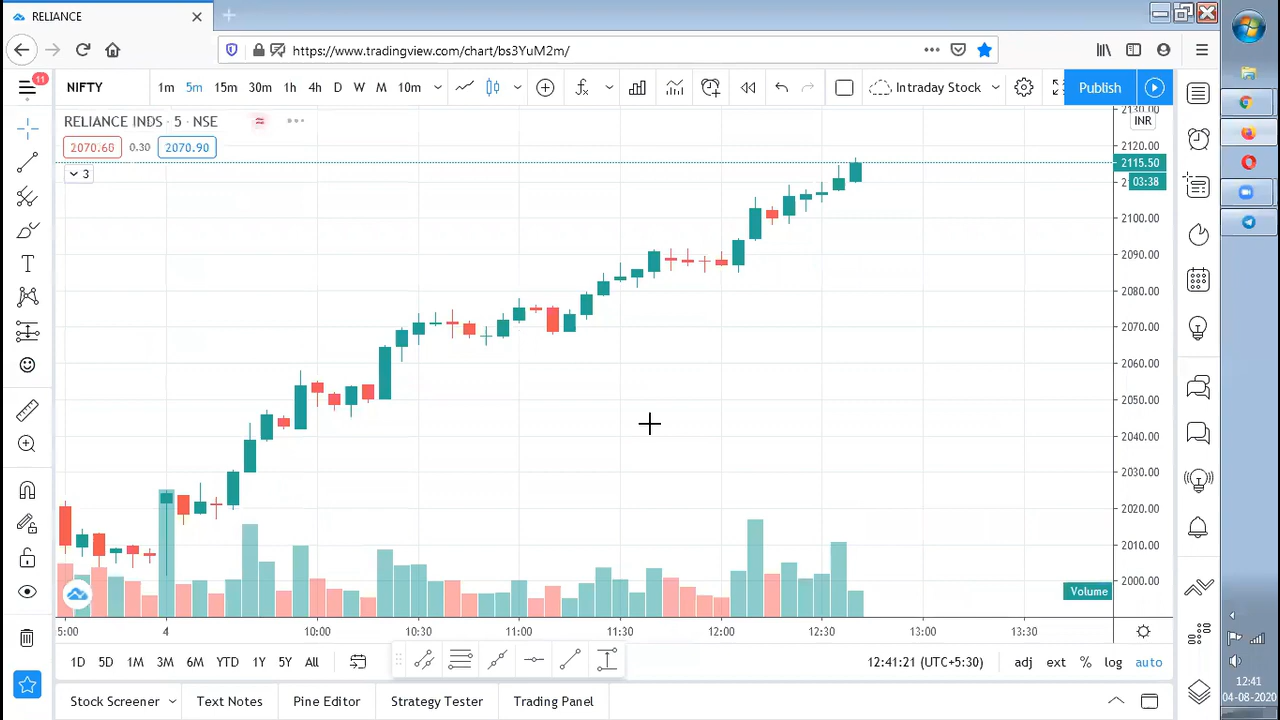 RELIANCE
https://www.tradingview.com/chart/bs3YuM2m/
11
NIFTY 1m 5m 15m 30m 1h 4h D W M 10m Intraday Stock Publish
RELIANCE INDS · 5 · NSE
2070.60 0.30 2070.90
3
INR
2130.00
2120.00
2115.50
03:38
2100.00
2090.00
2080.00
2070.00
2060.00
2050.00
2040.00
2030.00
2020.00
2010.00
2000.00
Volume
5:00 4 10:00 10:30 11:00 11:30 12:00 12:30 13:00 13:30
1D 5D 1M 3M 6M YTD 1Y 5Y All 12:41:21 (UTC+5:30) adj ext % log auto
Stock Screener Text Notes Pine Editor Strategy Tester Trading Panel
12:41
04-08-2020